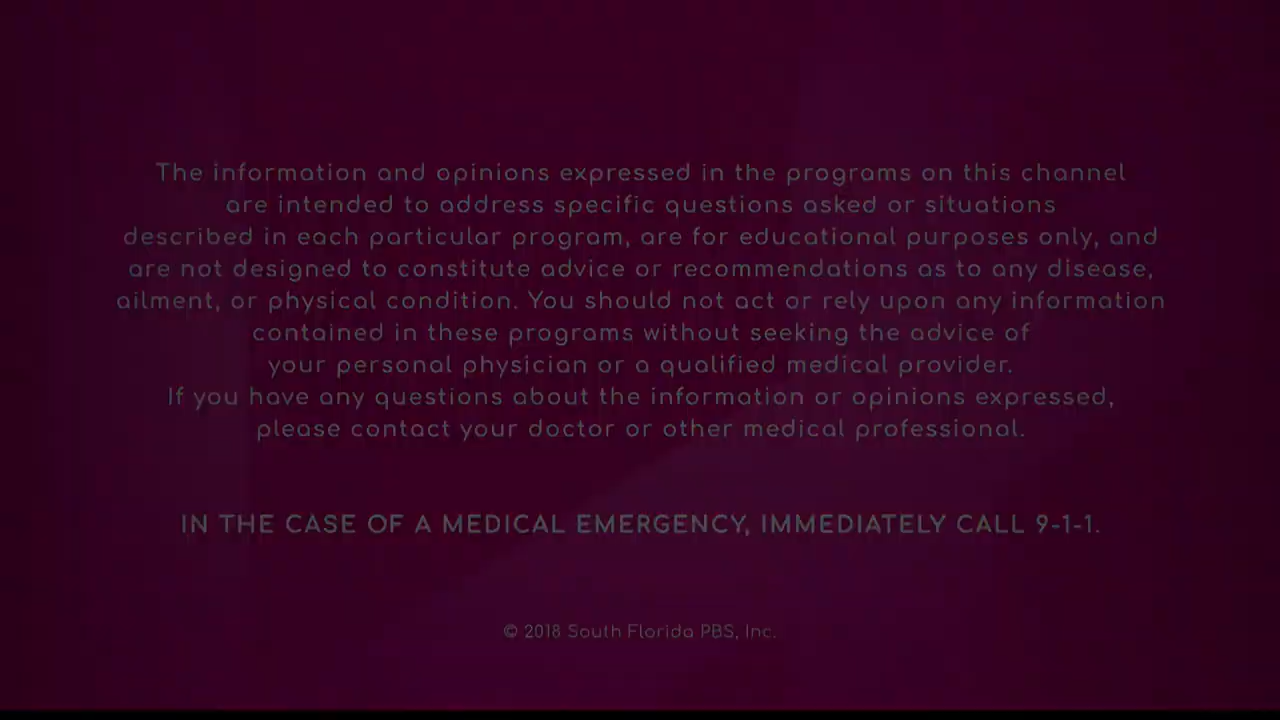 The information and opinions expressed in the programs on this channel
are intended to address specific questions asked or situations
described in each particular program, are for educational purposes only, and
are not designed to constitute advice or recommendations as to any disease,
ailment, or physical condition. You should not act or rely upon any information
contained in these programs without seeking the advice of
your personal physician or a qualified medical provider.
If you have any questions about the information or opinions expressed,
please contact your doctor or other medical professional.
IN THE CASE OF A MEDICAL EMERGENCY, IMMEDIATELY CALL 9-1-1.
© 2018 South Florida PBS, Inc.